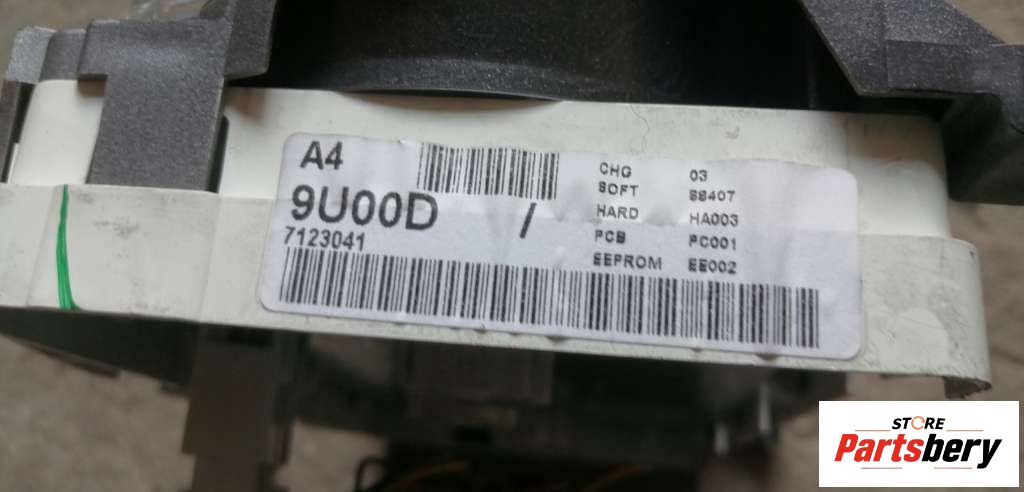 A4
9U00D /
7123041
CHG 03
SOFT SS407
HARD HA003
PCB PC001
EEPROM EE002
STORE
Partsbery